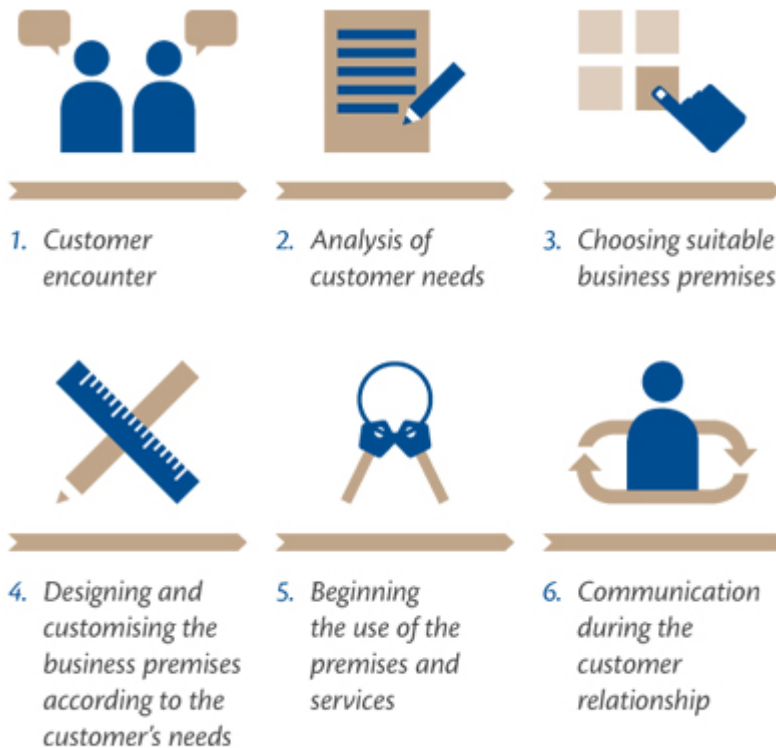 1. Customer
encounter
2. Analysis of
customer needs
3. Choosing suitable
business premises
4. Designing and
customising the
business premises
according to the
customer's needs
5. Beginning
the use of the
premises and
services
6. Communication
during the
customer
relationship